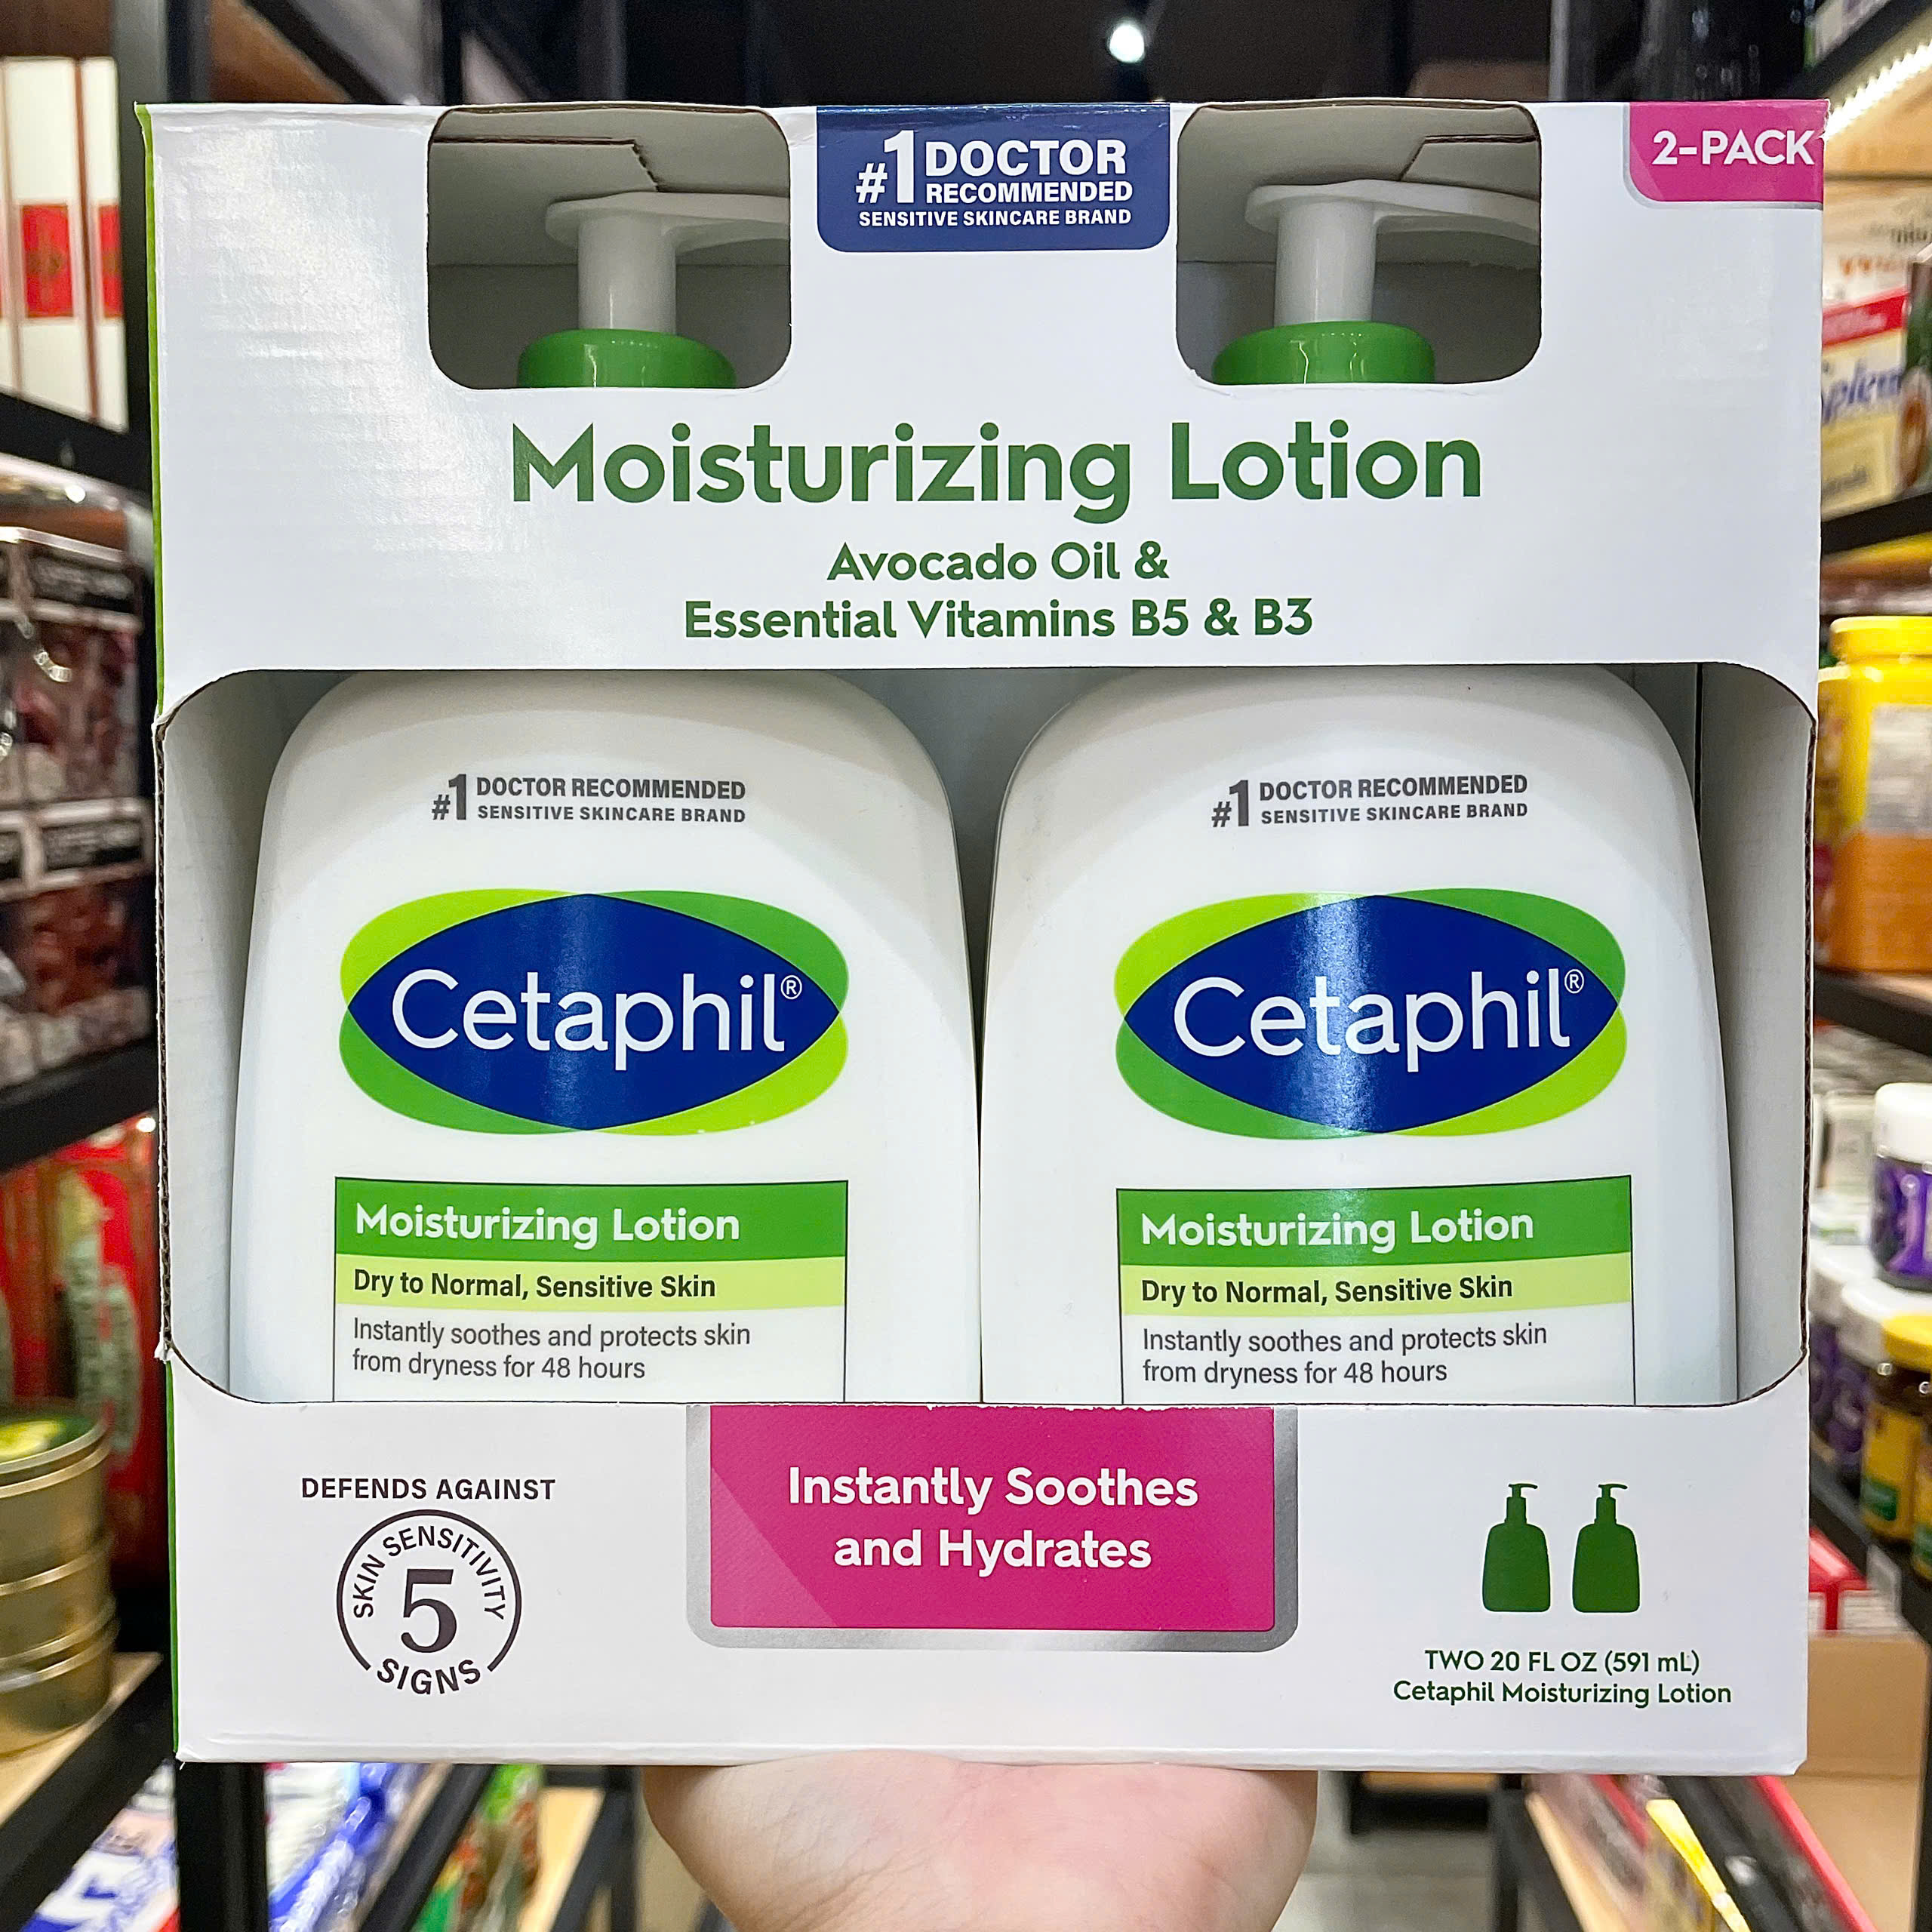 #1 DOCTOR
RECOMMENDED
SENSITIVE SKINCARE BRAND
2-PACK
Moisturizing Lotion
Avocado Oil &
Essential Vitamins B5 & B3
#1 DOCTOR RECOMMENDED
SENSITIVE SKINCARE BRAND
Cetaphil®
Moisturizing Lotion
Dry to Normal, Sensitive Skin
Instantly soothes and protects skin
from dryness for 48 hours
#1 DOCTOR RECOMMENDED
SENSITIVE SKINCARE BRAND
Cetaphil®
Moisturizing Lotion
Dry to Normal, Sensitive Skin
Instantly soothes and protects skin
from dryness for 48 hours
DEFENDS AGAINST
5
SKIN SENSITIVITY
SIGNS
Instantly Soothes
and Hydrates
TWO 20 FL OZ (591 mL)
Cetaphil Moisturizing Lotion